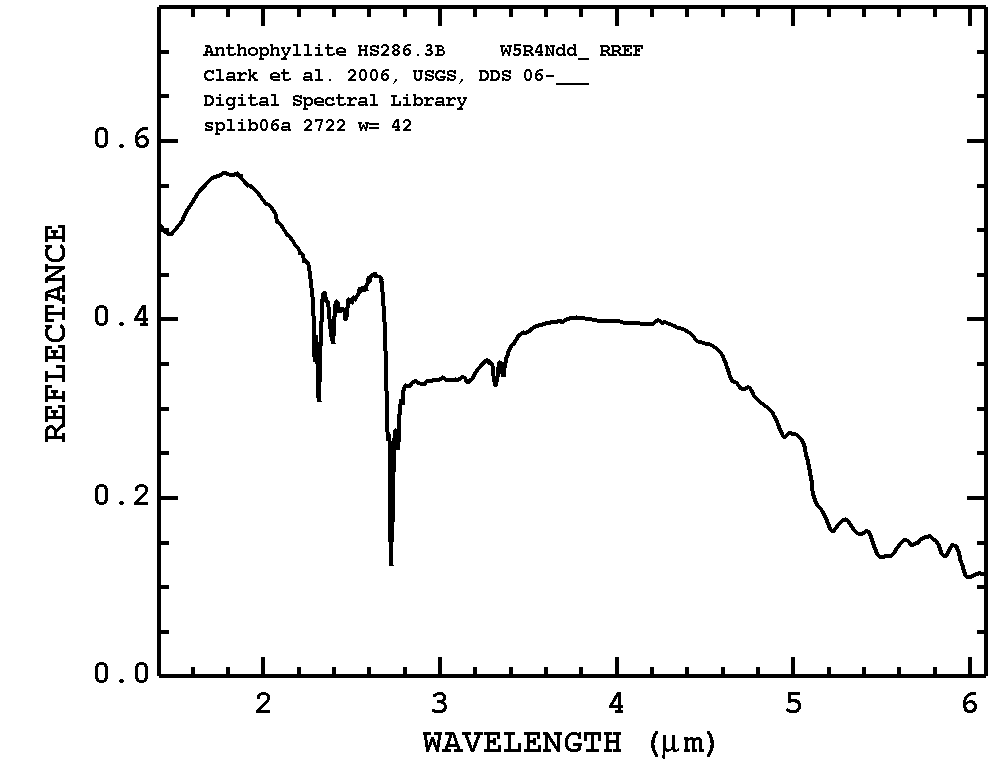 Anthophyllite HS286.3B W5R4Ndd_ RREF
Clark et al. 2006, USGS, DDS 06-___
Digital Spectral Library
splib06a 2722 w= 42
0.6
0.4
0.2
0.0
REFLECTANCE
2 3 4 5 6
WAVELENGTH (μm)